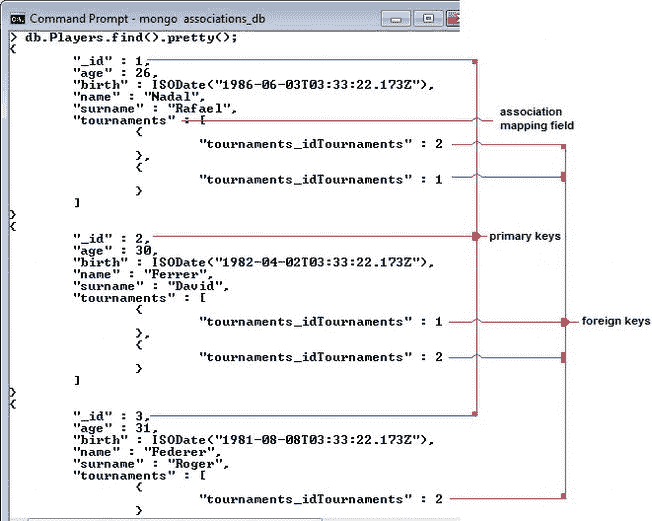 Command Prompt - mongo associations_db
> db.Players.find().pretty();
{
"_id" : 1,
"age" : 26,
"birth" : ISODate("1986-06-03T03:33:22.173Z"),
"name" : "Nadal",
"surname" : "Rafael",
"tournaments" : [
{
"tournaments_idTournaments" : 2
},
{
"tournaments_idTournaments" : 1
}
]
}
{
"_id" : 2,
"age" : 30,
"birth" : ISODate("1982-04-02T03:33:22.173Z"),
"name" : "Ferrer",
"surname" : "David",
"tournaments" : [
{
"tournaments_idTournaments" : 1
},
{
"tournaments_idTournaments" : 2
}
]
}
{
"_id" : 3,
"age" : 31,
"birth" : ISODate("1981-08-08T03:33:22.173Z"),
"name" : "Federer",
"surname" : "Roger",
"tournaments" : [
{
"tournaments_idTournaments" : 2
}
association
mapping field
primary keys
foreign keys